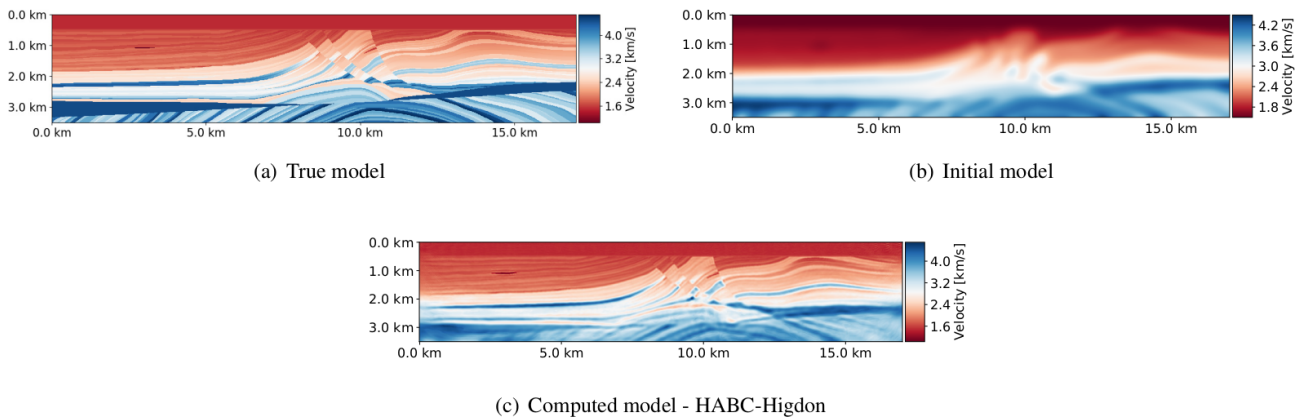 0.0 km
1.0 km
2.0 km
3.0 km
0.0 km 5.0 km 10.0 km 15.0 km
4.0
3.2
2.4
1.6
Velocity [km/s]
(a) True model
0.0 km
1.0 km
2.0 km
3.0 km
0.0 km 5.0 km 10.0 km 15.0 km
4.2
3.6
3.0
2.4
1.8
Velocity [km/s]
(b) Initial model
0.0 km
1.0 km
2.0 km
3.0 km
0.0 km 5.0 km 10.0 km 15.0 km
4.0
3.2
2.4
1.6
Velocity [km/s]
(c) Computed model - HABC-Higdon